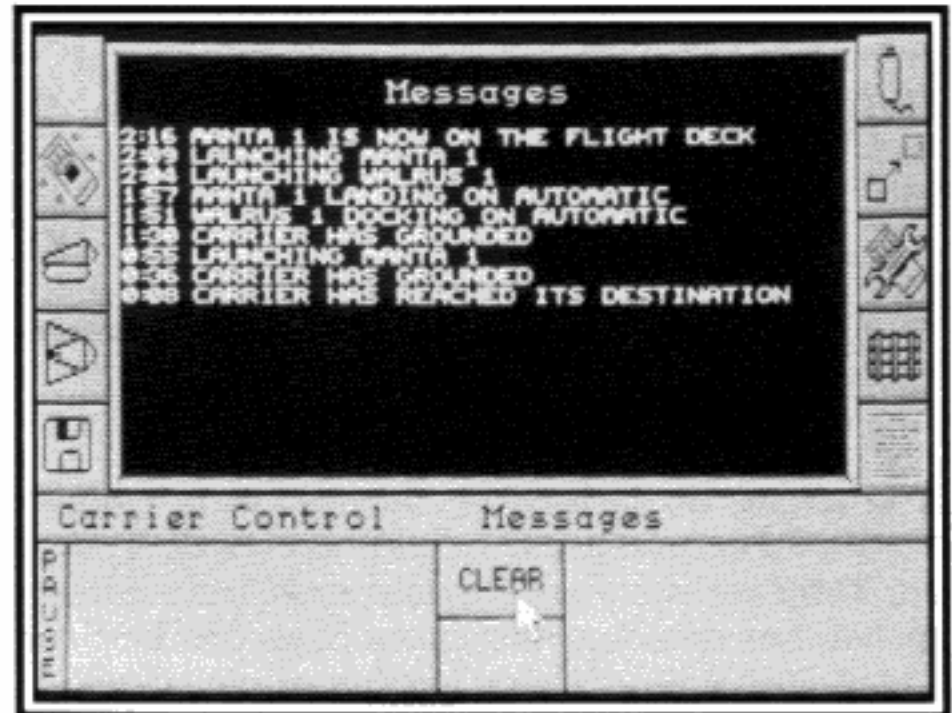 Messages
2:16 MANTA 1 IS NOW ON THE FLIGHT DECK
2:09 LAUNCHING MANTA 1
2:04 LAUNCHING WALRUS 1
1:57 MANTA 1 LANDING ON AUTOMATIC
1:51 WALRUS 1 DOCKING ON AUTOMATIC
1:30 CARRIER HAS GROUNDED
0:55 LAUNCHING MANTA 1
0:36 CARRIER HAS GROUNDED
0:08 CARRIER HAS REACHED ITS DESTINATION
Carrier Control Messages
PAUSE
CLEAR